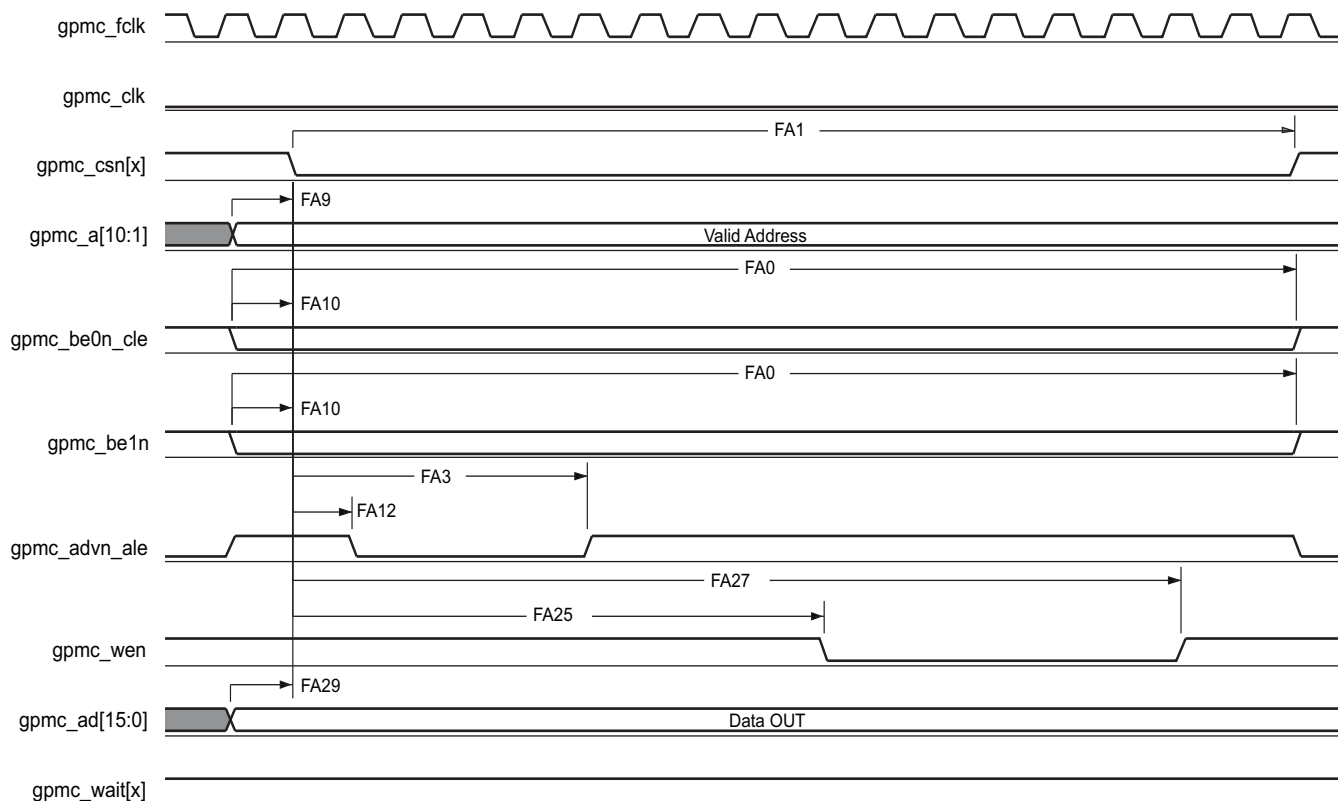 gpmc_fclk
gpmc_clk
FA1
gpmc_csn[x]
FA9
gpmc_a[10:1]
Valid Address
FA0
FA10
gpmc_be0n_cle
FA0
FA10
gpmc_be1n
FA3
FA12
gpmc_advn_ale
FA27
FA25
gpmc_wen
FA29
gpmc_ad[15:0]
Data OUT
gpmc_wait[x]